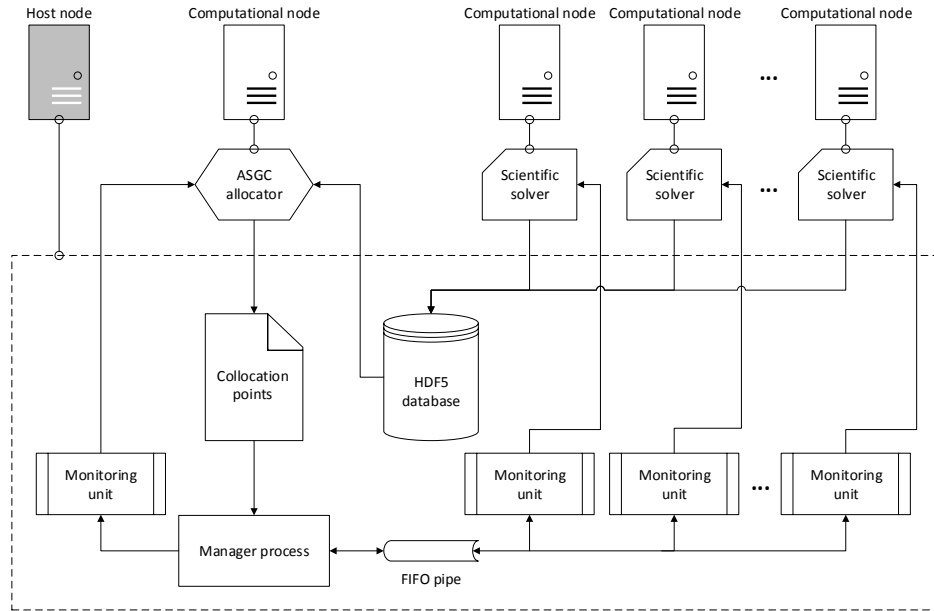 Host node
Computational node
Computational node
Computational node
Computational node
...
ASGC
allocator
Scientific
solver
Scientific
solver
...
Scientific
solver
Collocation
points
HDF5
database
Monitoring
unit
Monitoring
unit
Monitoring
unit
...
Monitoring
unit
Manager process
FIFO pipe